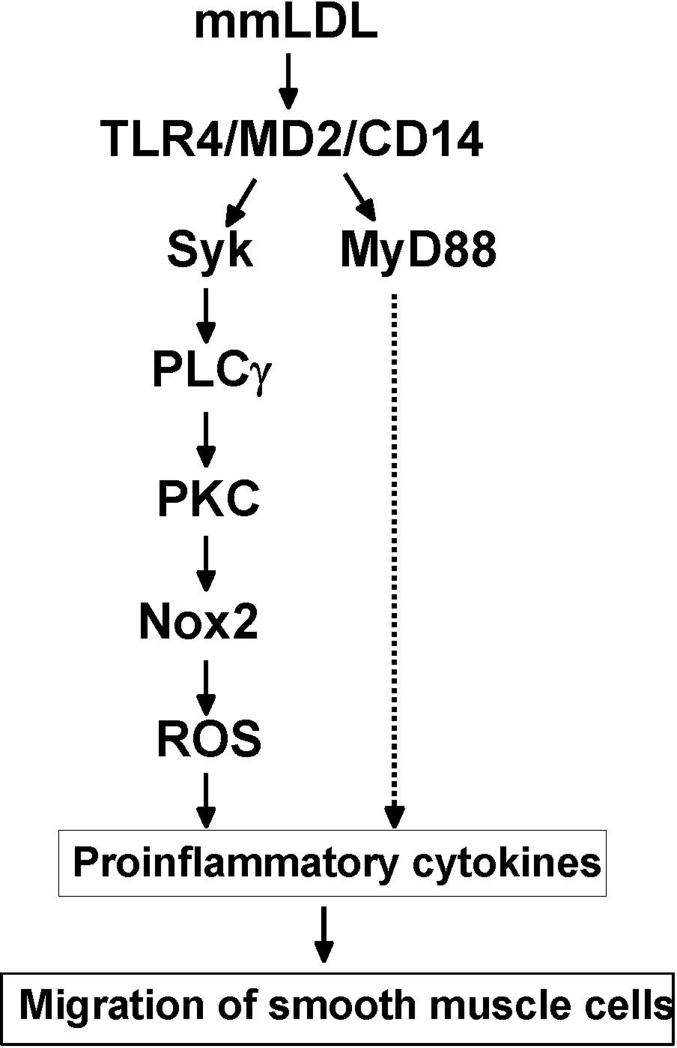 mmLDL
TLR4/MD2/CD14
Syk MyD88
PLCγ
PKC
Nox2
ROS
Proinflammatory cytokines
Migration of smooth muscle cells